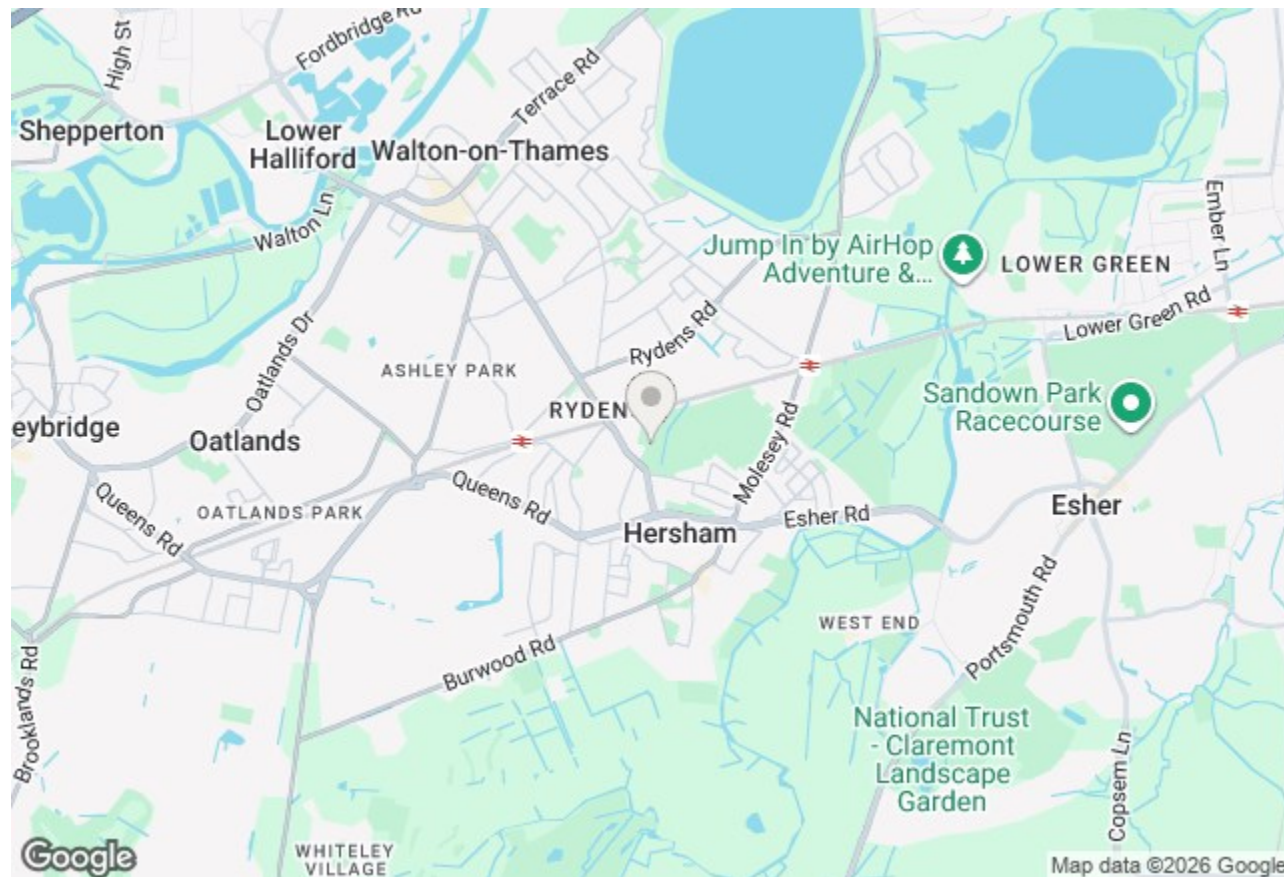 High St
Fordbridge Rd
Terrace Rd
Shepperton
Lower
Halliford
Walton-on-Thames
Walton Ln
Ember Ln
Jump In by AirHop
Adventure &...
LOWER GREEN
Lower Green Rd
Rydens Rd
Oatlands Dr
ASHLEY PARK
Sandown Park
Racecourse
RYDEN
eybridge
Oatlands
Molesey Rd
Queens Rd
Queens Rd
OATLANDS PARK
Esher
Esher Rd
Hersham
WEST END
Portsmouth Rd
Burwood Rd
Brooklands Rd
National Trust
- Claremont
Landscape
Garden
Copsem Ln
WHITELEY
VILLAGE
Google
Map data ©2026 Google